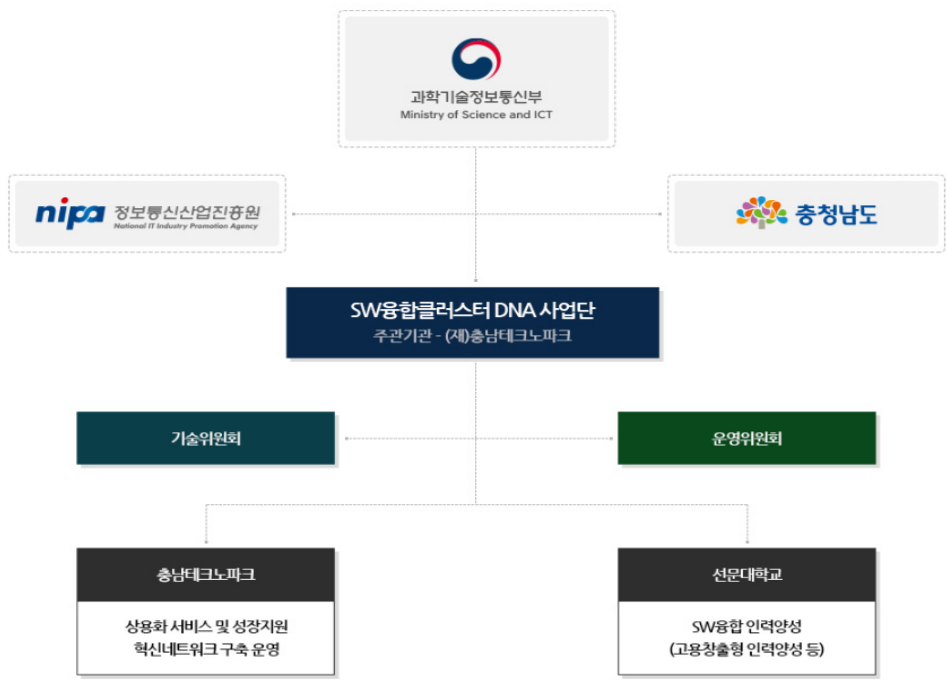 과학기술정보통신부
Ministry of Science and ICT
nipa 정보통신산업진흥원
National IT Industry Promotion Agency
충청남도
SW융합클러스터 DNA 사업단
주관기관 - (재)충남테크노파크
기술위원회
운영위원회
충남테크노파크
상용화 서비스 및 성장지원
혁신네트워크 구축 운영
선문대학교
SW융합 인력양성
(고용창출형 인력양성 등)